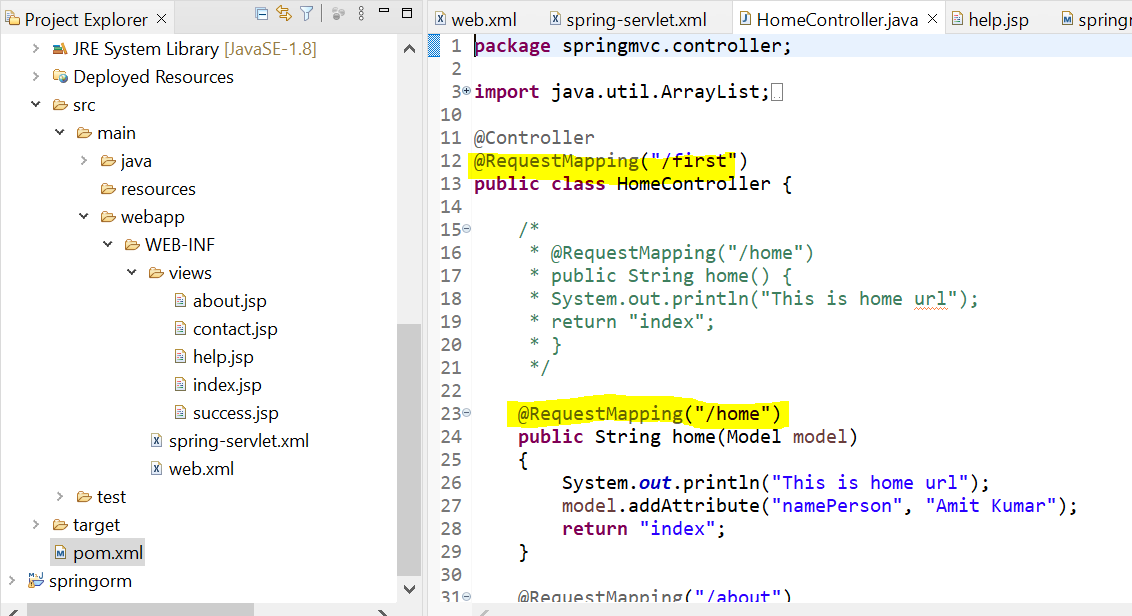 Project Explorer
JRE System Library [JavaSE-1.8]
Deployed Resources
src
main
java
resources
webapp
WEB-INF
views
about.jsp
contact.jsp
help.jsp
index.jsp
success.jsp
spring-servlet.xml
web.xml
test
target
pom.xml
springorm
web.xml spring-servlet.xml HomeController.java help.jsp spring
1 package springmvc.controller;
2
3 import java.util.ArrayList;
10
11 @Controller
12 @RequestMapping("/first")
13 public class HomeController {
14
15 /*
16 * @RequestMapping("/home")
17 * public String home() {
18 * System.out.println("This is home url");
19 * return "index";
20 * }
21 */
22
23 @RequestMapping("/home")
24 public String home(Model model)
25 {
26 System.out.println("This is home url");
27 model.addAttribute("namePerson", "Amit Kumar");
28 return "index";
29 }
30
31 @RequestMapping("/about")